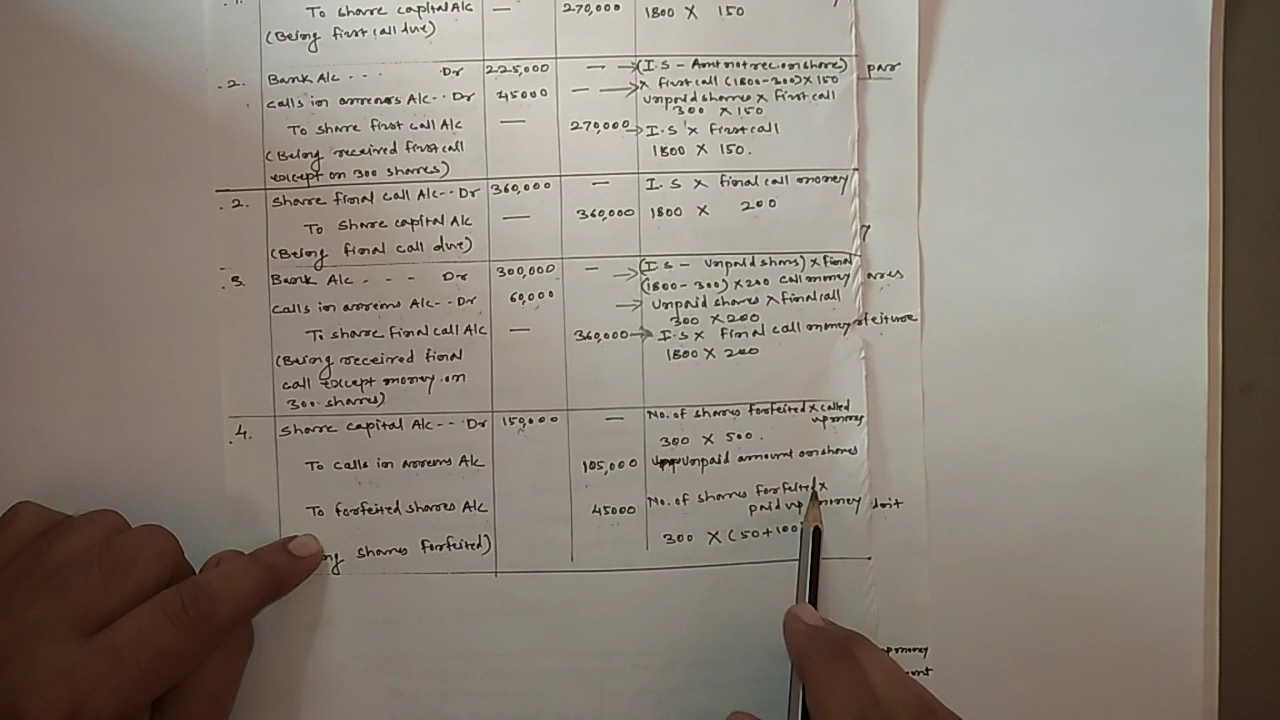 To share capital A/c — 270,000 1800 X 150
(Being first call due)
2. Bank A/c . . . Dr 225,000 — → (I.S - Amt not rec. on share)
x first call (1800-300) X 150
par
calls in arrears A/c.. Dr 45000 — → unpaid shares x first call
300 X 150
To share first call A/c — 270,000 → I.S x first call
(Being received first call 1800 X 150.
except on 300 shares)
2. Share final call A/c.. Dr 360,000 — I.S x final call money
To share capital A/c — 360,000 1800 X 200
(Being final call due)
7
3. Bank A/c . - - Dr 300,000 — → (I.S - unpaid shares) x final
(1800-300) X 200 call money
ares
calls in arrears A/c.. Dr 60,000 → unpaid shares x final call
300 X 200
To share final call A/c — 360,000 → I.S x final call money
feiture
(Being received final 1800 X 200
call except money on
300 shares)
4. Share capital A/c - - . Dr 150,000 — No. of shares forfeited x called
up money
300 X 500.
To calls in arrears A/c 105,000 unpaid amount on shares
To forfeited shares A/c 45000 No. of shares forfeited x
paid up money
300 X (50+100
ng shares forfeited)
money